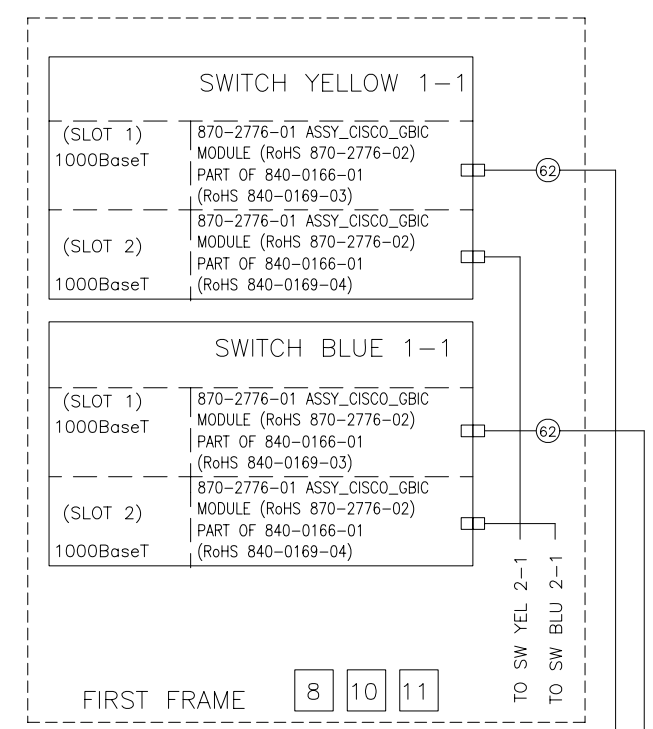 SWITCH YELLOW 1-1
(SLOT 1)
1000BaseT
870-2776-01 ASSY_CISCO_GBIC
MODULE (RoHS 870-2776-02)
PART OF 840-0166-01
(RoHS 840-0169-03)
62
(SLOT 2)
1000BaseT
870-2776-01 ASSY_CISCO_GBIC
MODULE (RoHS 870-2776-02)
PART OF 840-0166-01
(RoHS 840-0169-04)
SWITCH BLUE 1-1
(SLOT 1)
1000BaseT
870-2776-01 ASSY_CISCO_GBIC
MODULE (RoHS 870-2776-02)
PART OF 840-0166-01
(RoHS 840-0169-03)
62
(SLOT 2)
1000BaseT
870-2776-01 ASSY_CISCO_GBIC
MODULE (RoHS 870-2776-02)
PART OF 840-0166-01
(RoHS 840-0169-04)
TO SW YEL 2-1
TO SW BLU 2-1
FIRST FRAME
8 10 11